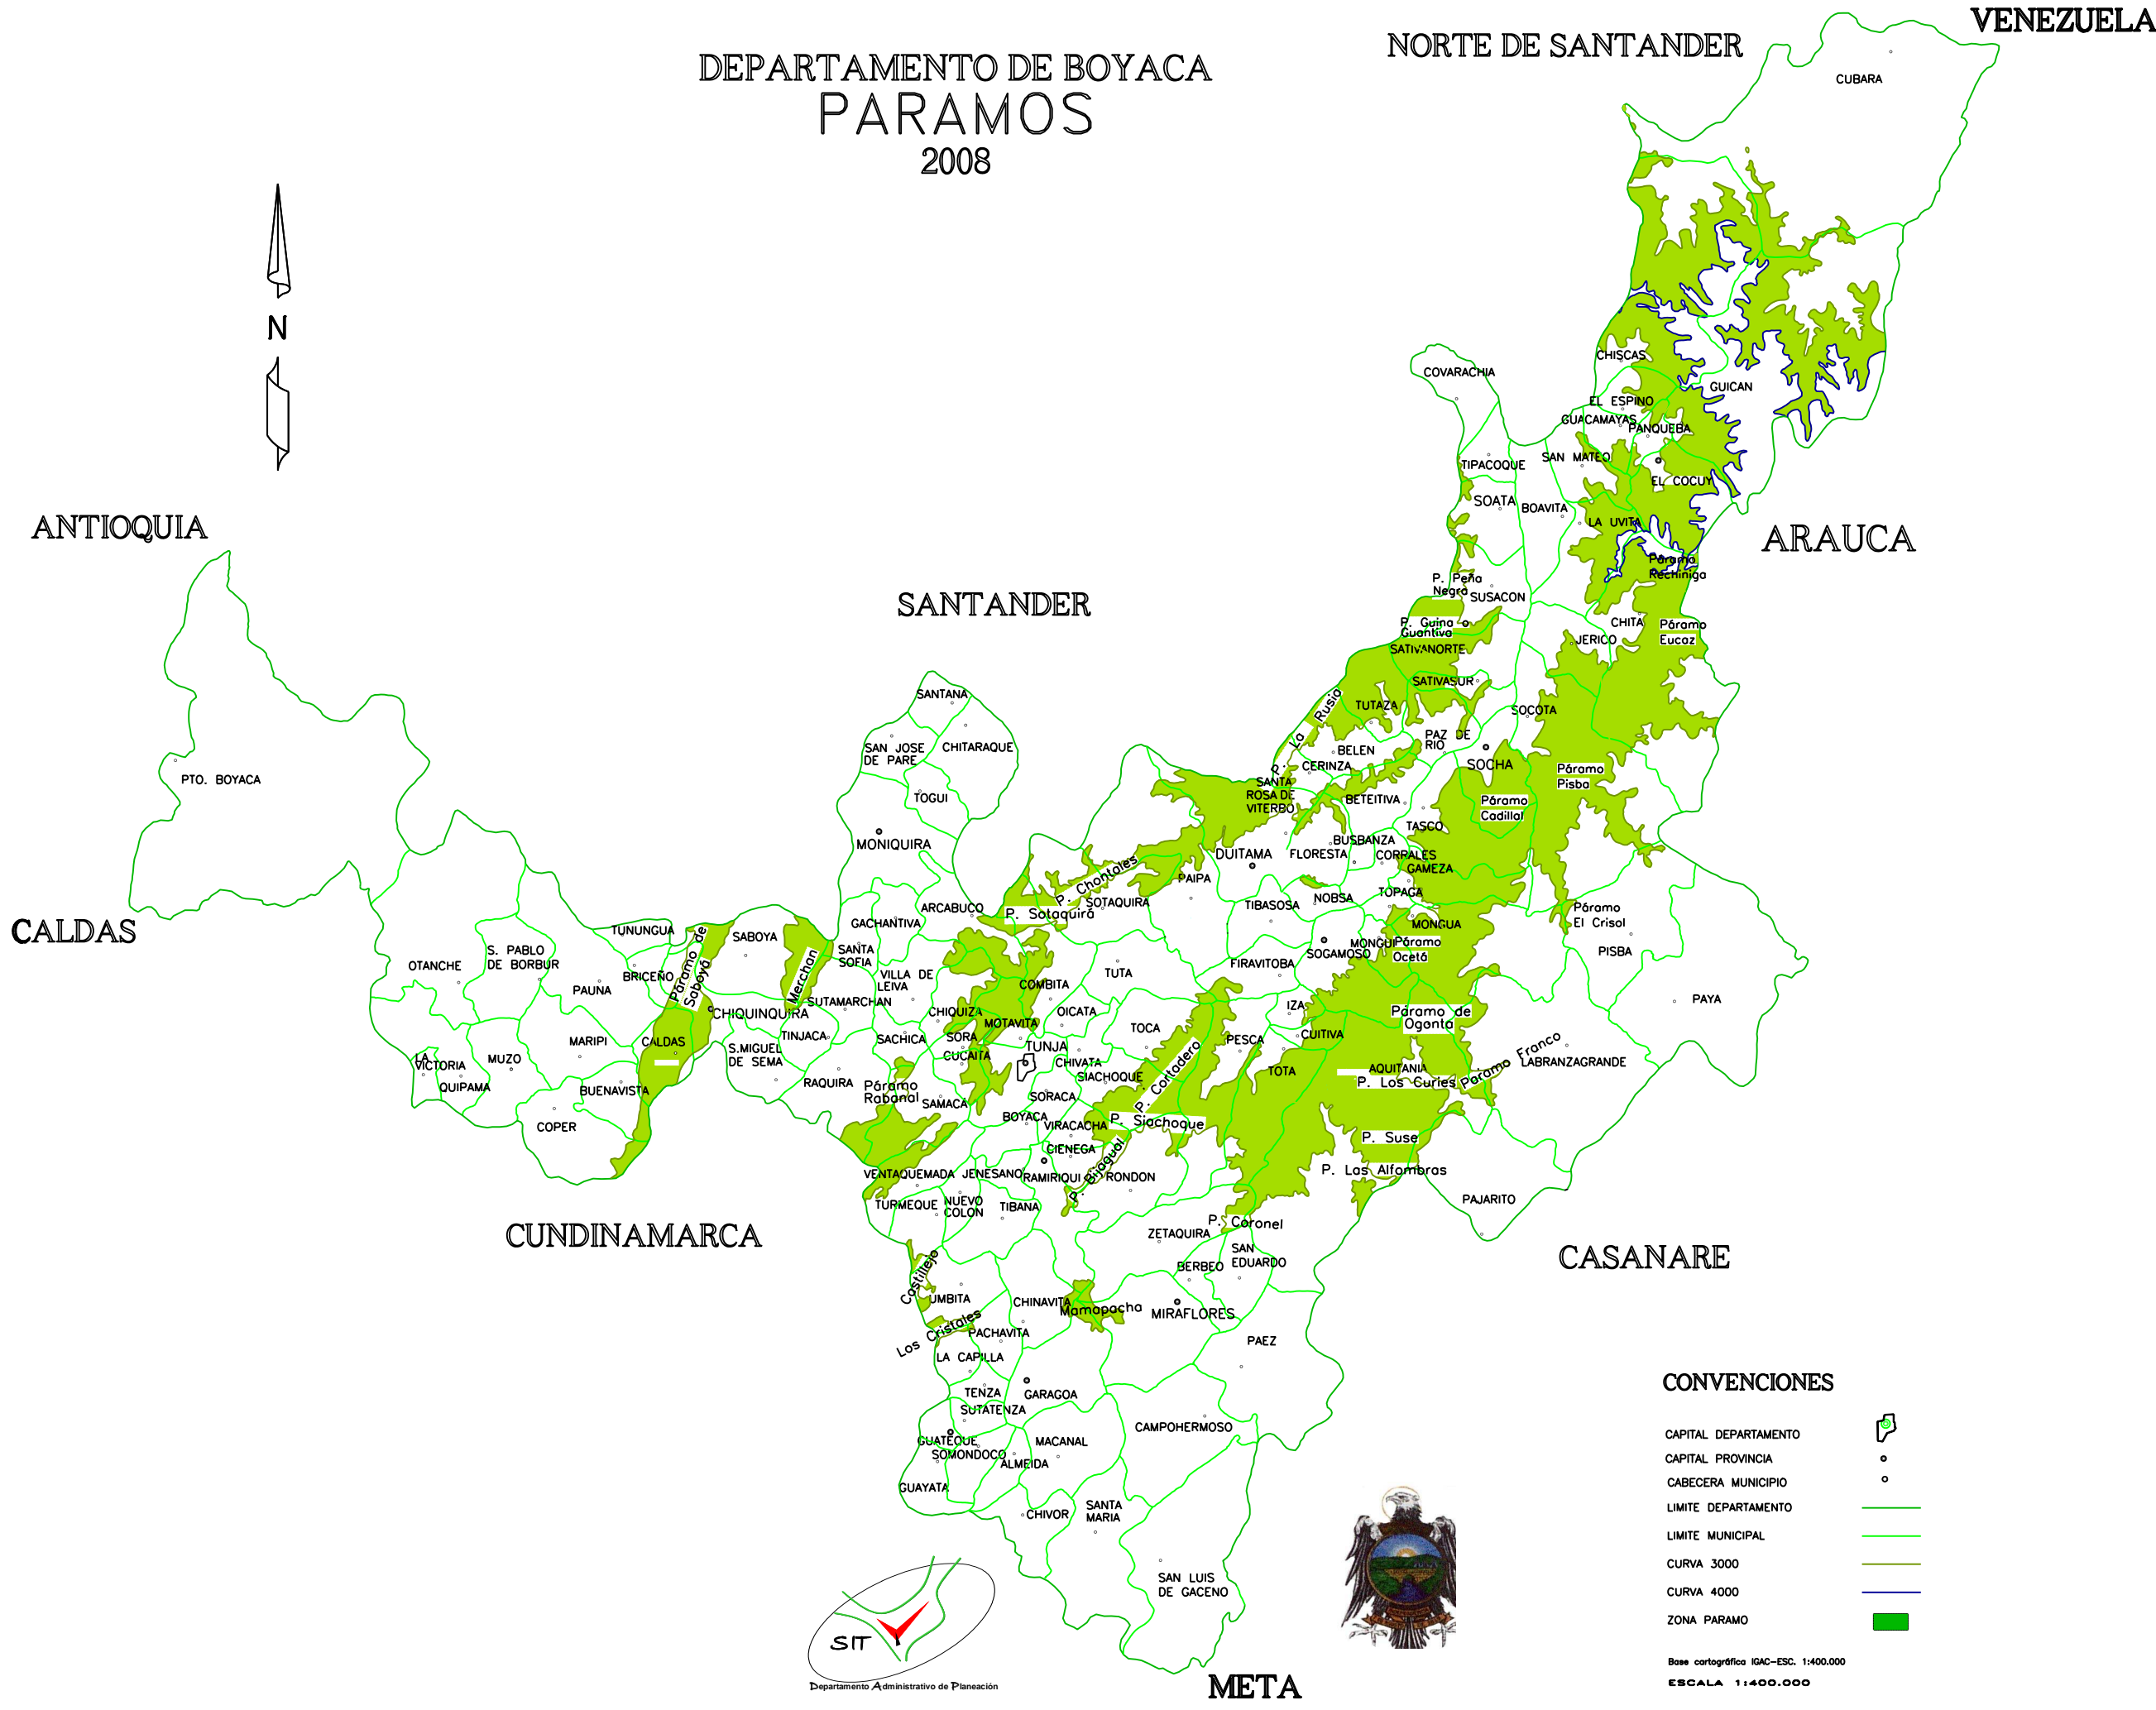 VENEZUELA
NORTE DE SANTANDER
DEPARTAMENTO DE BOYACA
PARAMOS
2008
CUBARA
N
CHISCAS
COVARACHIA
GUICAN
EL ESPINO
GUACAMAYAS
PANQUEBA
SAN MATEO
TIPACOQUE
EL COCUY
SOATA
BOAVITA
LA UVITA
ANTIOQUIA
ARAUCA
Páramo
Rechiniga
P. Peña
Negra
SUSACON
SANTANDER
P. Guina
Guantiva
CHITA
Páramo
Eucaz
JERICO
SATIVANORTE
SATIVASUR
SANTANA
P. La Rusia
TUTAZA
SOCOTA
SAN JOSE
DE PARE
CHITARAQUE
PAZ DE
RIO
BELEN
CERINZA
SOCHA
Páramo
Pisba
PTO. BOYACA
SANTA
ROSA DE
VITERBO
TOGUI
BETEITIVA
Páramo
Cadillal
TASCO
MONIQUIRA
BUSBANZA
DUITAMA
FLORESTA
CORRALES
GAMEZA
P. Chontales
PAIPA
TOPAGA
NOBSA
TIBASOSA
SOTAQUIRA
ARCABUCO
P. Sotaquirá
Páramo
El Crisol
CALDAS
GACHANTIVA
MONGUA
TUNUNGUA
SABOYA
Páramo de
Saboyá
MONGUI
Páramo
Ocetá
PISBA
S. PABLO
DE BORBUR
SANTA
SOFIA
SOGAMOSO
OTANCHE
FIRAVITOBA
BRICEÑO
Merchan
VILLA DE
LEIVA
TUTA
COMBITA
PAUNA
SUTAMARCHAN
PAYA
IZA
CHIQUINQUIRA
CHIQUIZA
OICATA
Páramo de
Oganta
MOTAVITA
TOCA
TINJACA
SACHICA
SORA
CUITIVA
PESCA
MARIPI
CALDAS
TUNJA
S.MIGUEL
DE SEMA
CUCAITA
CHIVATA
P. Cortadero
Páramo Franco
LABRANZAGRANDE
MUZO
LA
VICTORIA
TOTA
AQUITANIA
SIACHOQUE
P. Los Curies
RAQUIRA
Páramo
Rabanal
QUIPAMA
BUENAVISTA
SORACA
SAMACA
BOYACA
P. Siachoque
VIRACACHA
COPER
P. Suse
CIENEGA
P. Bijagual
P. Las Alfombras
VENTAQUEMADA
JENESANO
RAMIRIQUI
RONDON
PAJARITO
TURMEQUE
NUEVO
COLON
TIBANA
P. Coronel
CUNDINAMARCA
ZETAQUIRA
CASANARE
SAN
EDUARDO
BERBEO
Castillejo
UMBITA
CHINAVITA
Mamapacha
MIRAFLORES
Los Cristales
PACHAVITA
PAEZ
LA CAPILLA
TENZA
GARAGOA
SUTATENZA
CAMPOHERMOSO
GUATEQUE
MACANAL
SOMONDOCO
ALMEIDA
GUAYATA
SANTA
MARIA
CHIVOR
SAN LUIS
DE GACENO
META
SIT
Departamento Administrativo de Planeación
CONVENCIONES
CAPITAL DEPARTAMENTO
CAPITAL PROVINCIA
CABECERA MUNICIPIO
LIMITE DEPARTAMENTO
LIMITE MUNICIPAL
CURVA 3000
CURVA 4000
ZONA PARAMO
Base cartográfica IGAC-ESC. 1:400.000
ESCALA 1:400.000